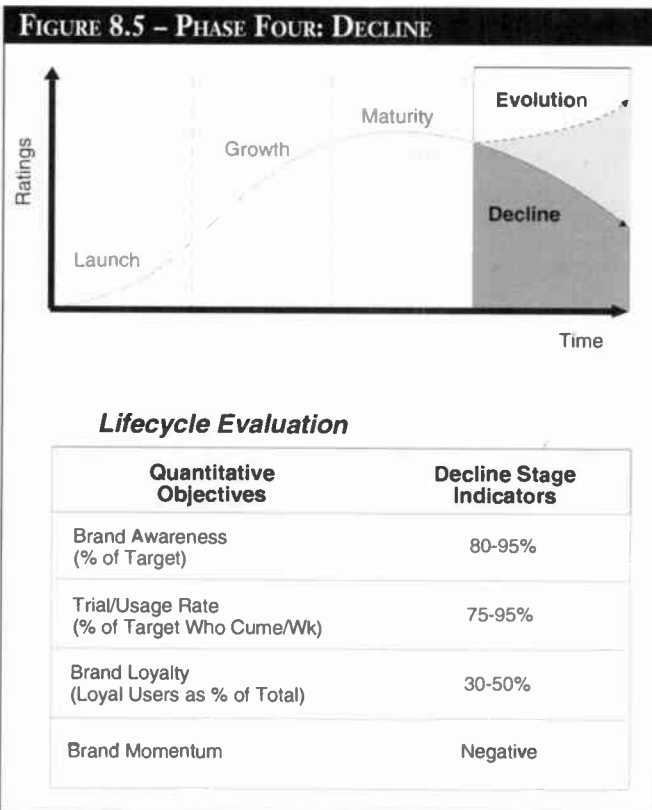 FIGURE 8.5 – PHASE FOUR: DECLINE
Evolution
Maturity
Growth
Ratings
Decline
Launch
Time
Lifecycle Evaluation
Quantitative Objectives
Decline Stage Indicators
Brand Awareness
(% of Target)
80-95%
Trial/Usage Rate
(% of Target Who Cume/Wk)
75-95%
Brand Loyalty
(Loyal Users as % of Total)
30-50%
Brand Momentum
Negative